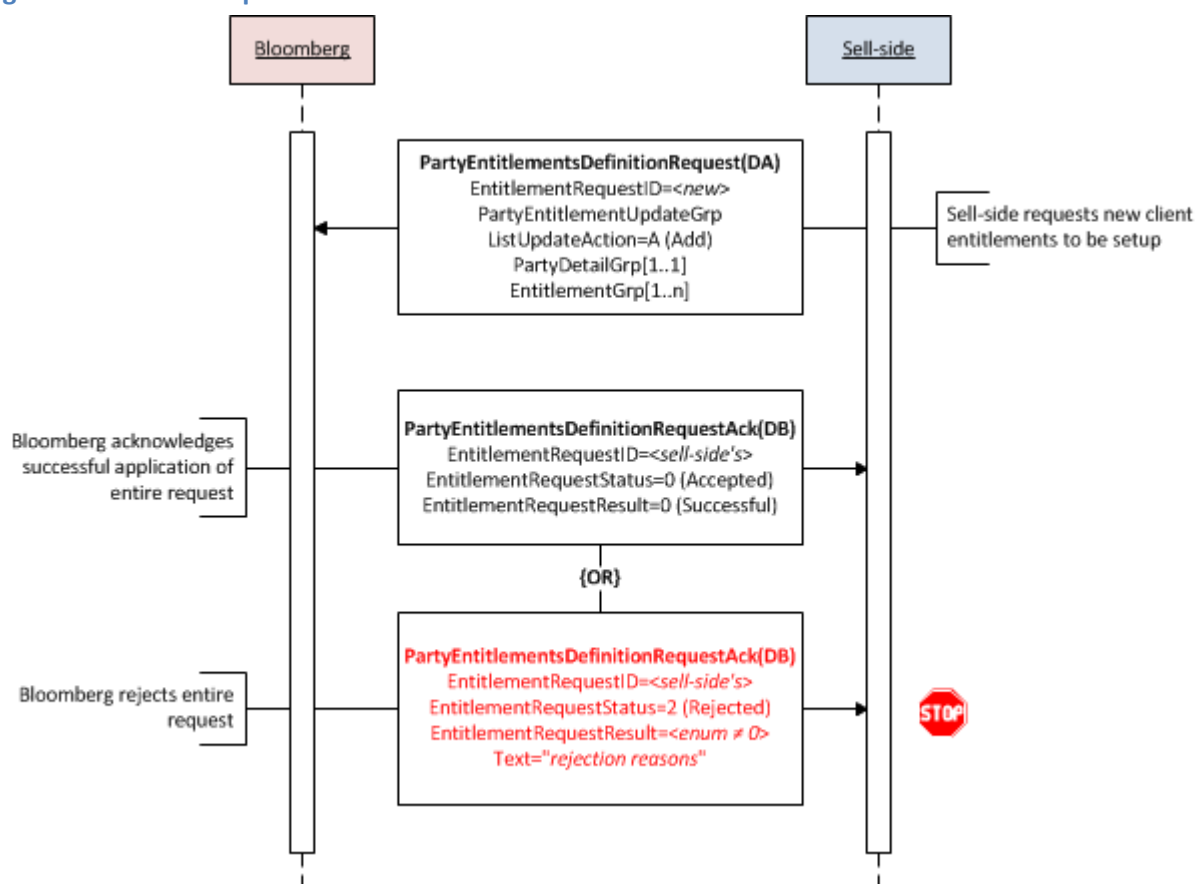 Bloomberg
Sell-side
PartyEntitlementsDefinitionRequest(DA)
EntitlementRequestID=<new>
PartyEntitlementUpdateGrp
ListUpdateAction=A (Add)
PartyDetailGrp[1..1]
EntitlementGrp[1..n]
Sell-side requests new client
entitlements to be setup
Bloomberg acknowledges
successful application of
entire request
PartyEntitlementsDefinitionRequestAck(DB)
EntitlementRequestID=<sell-side's>
EntitlementRequestStatus=0 (Accepted)
EntitlementRequestResult=0 (Successful)
{OR}
Bloomberg rejects entire
request
PartyEntitlementsDefinitionRequestAck(DB)
EntitlementRequestID=<sell-side's>
EntitlementRequestStatus=2 (Rejected)
EntitlementRequestResult=<enum ≠ 0>
Text="rejection reasons"
STOP